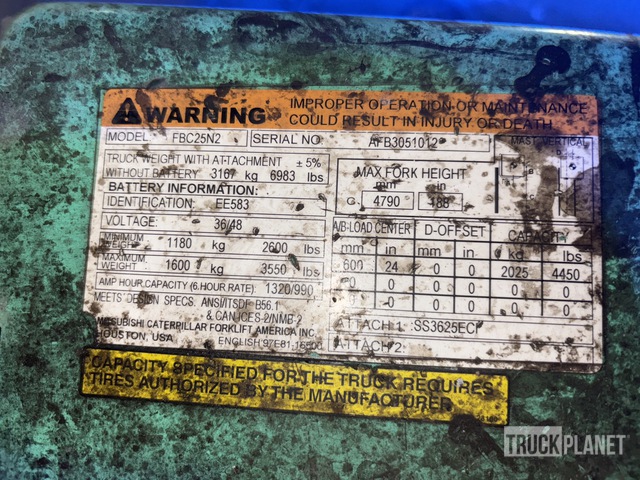 WARNING IMPROPER OPERATION OR MAINTENANCE
COULD RESULT IN INJURY OR DEATH
MODEL FBC25N2 SERIAL NO AFB3051012 MAST VERTICAL
TRUCK WEIGHT WITH ATTACHMENT ± 5%
WITHOUT BATTERY 3167 kg 6983 lbs
BATTERY INFORMATION:
IDENTIFICATION: EE583
VOLTAGE: 36/48
MINIMUM WEIGHT 1180 kg 2600 lbs
MAXIMUM WEIGHT 1600 kg 3550 lbs
AMP HOUR CAPACITY (6 HOUR RATE) 1320/990
MEETS DESIGN SPECS. ANSI/ITSDF B56.1
& CAN ICES-2/NMB-2
MITSUBISHI CATERPILLAR FORKLIFT AMERICA INC.
HOUSTON, USA ENGLISH 97E81-16500
MAX FORK HEIGHT
mm in
G 4790 188
A/B-LOAD CENTER D-OFFSET CAPACITY
mm in mm in kg lbs
600 24 0 0 2025 4450
0 0 0 0 0 0
0 0 0 0 0 0
ATTACH 1: SS3625ECF
ATTACH 2:
CAPACITY SPECIFIED FOR THE TRUCK REQUIRES
TIRES AUTHORIZED BY THE MANUFACTURER
TRUCKPLANET